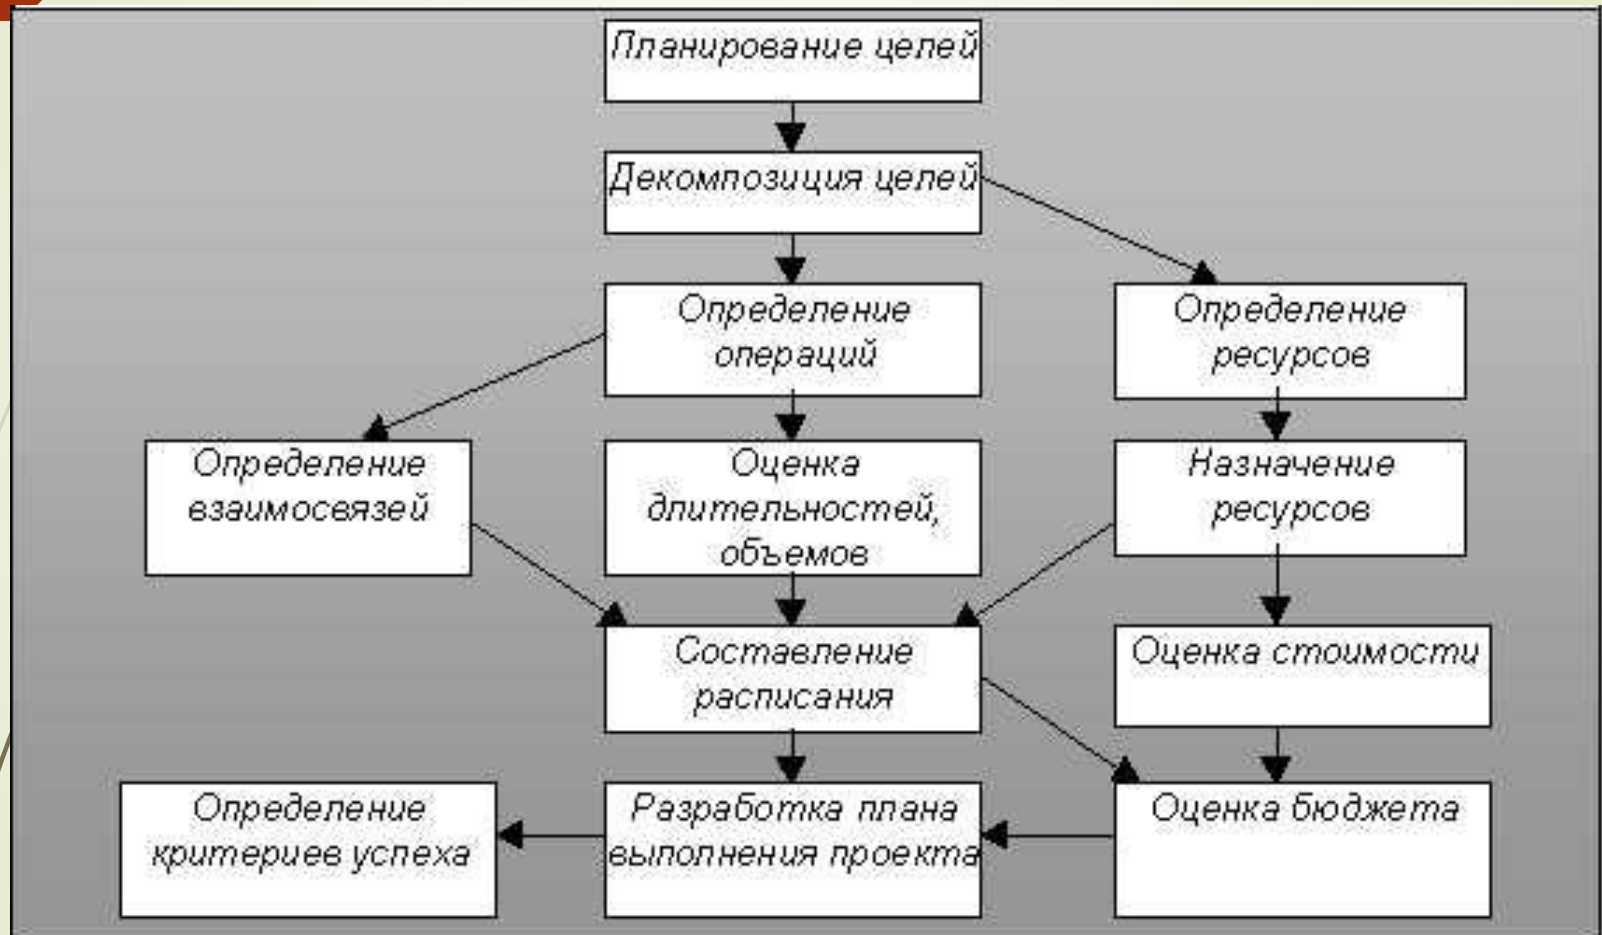 Планирование целей
Декомпозиция целей
Определение
операций
Определение
ресурсов
Определение
взаимосвязей
Оценка
длительностей,
объемов
Назначение
ресурсов
Составление
расписания
Оценка стоимости
Определение
критериев успеха
Разработка плана
выполнения проекта
Оценка бюджета